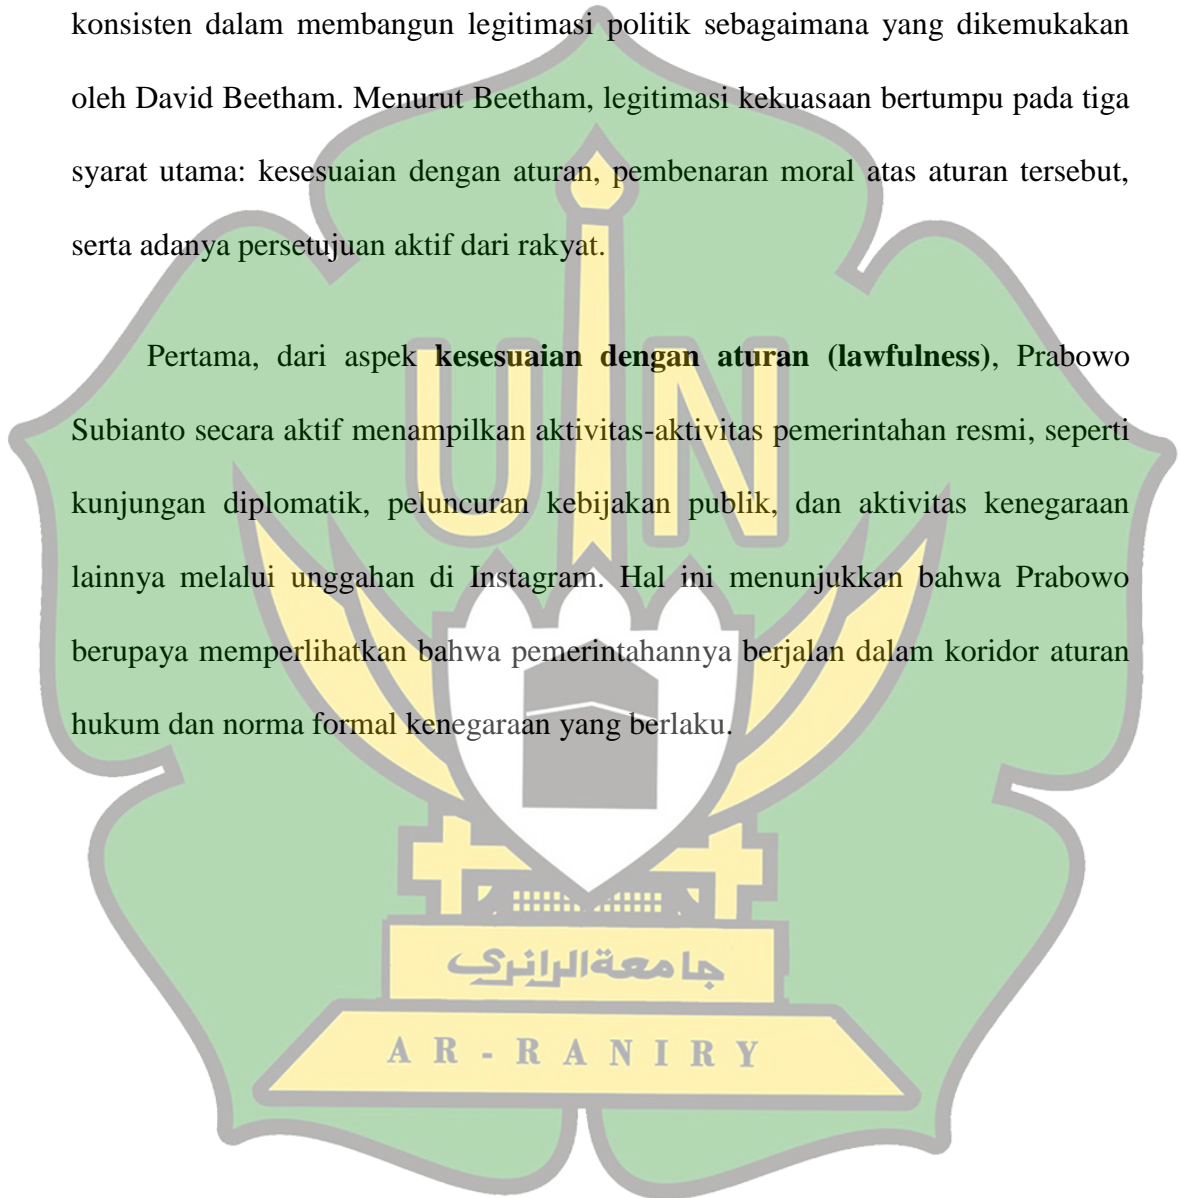 konsisten dalam membangun legitimasi politik sebagaimana yang dikemukakan
oleh David Beetham. Menurut Beetham, legitimasi kekuasaan bertumpu pada tiga
syarat utama: kesesuaian dengan aturan, pembenaran moral atas aturan tersebut,
serta adanya persetujuan aktif dari rakyat.
Pertama, dari aspek kesesuaian dengan aturan (lawfulness), Prabowo
Subianto secara aktif menampilkan aktivitas-aktivitas pemerintahan resmi, seperti
kunjungan diplomatik, peluncuran kebijakan publik, dan aktivitas kenegaraan
lainnya melalui unggahan di Instagram. Hal ini menunjukkan bahwa Prabowo
berupaya memperlihatkan bahwa pemerintahannya berjalan dalam koridor aturan
hukum dan norma formal kenegaraan yang berlaku.
UIN
جامعة الرانري
AR-RANIRY